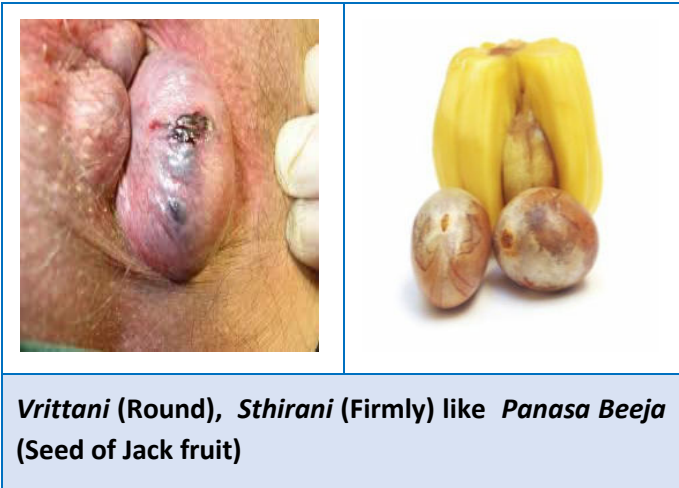 Vrittani (Round), Sthirani (Firmly) like Panasa Beeja
(Seed of Jack fruit)